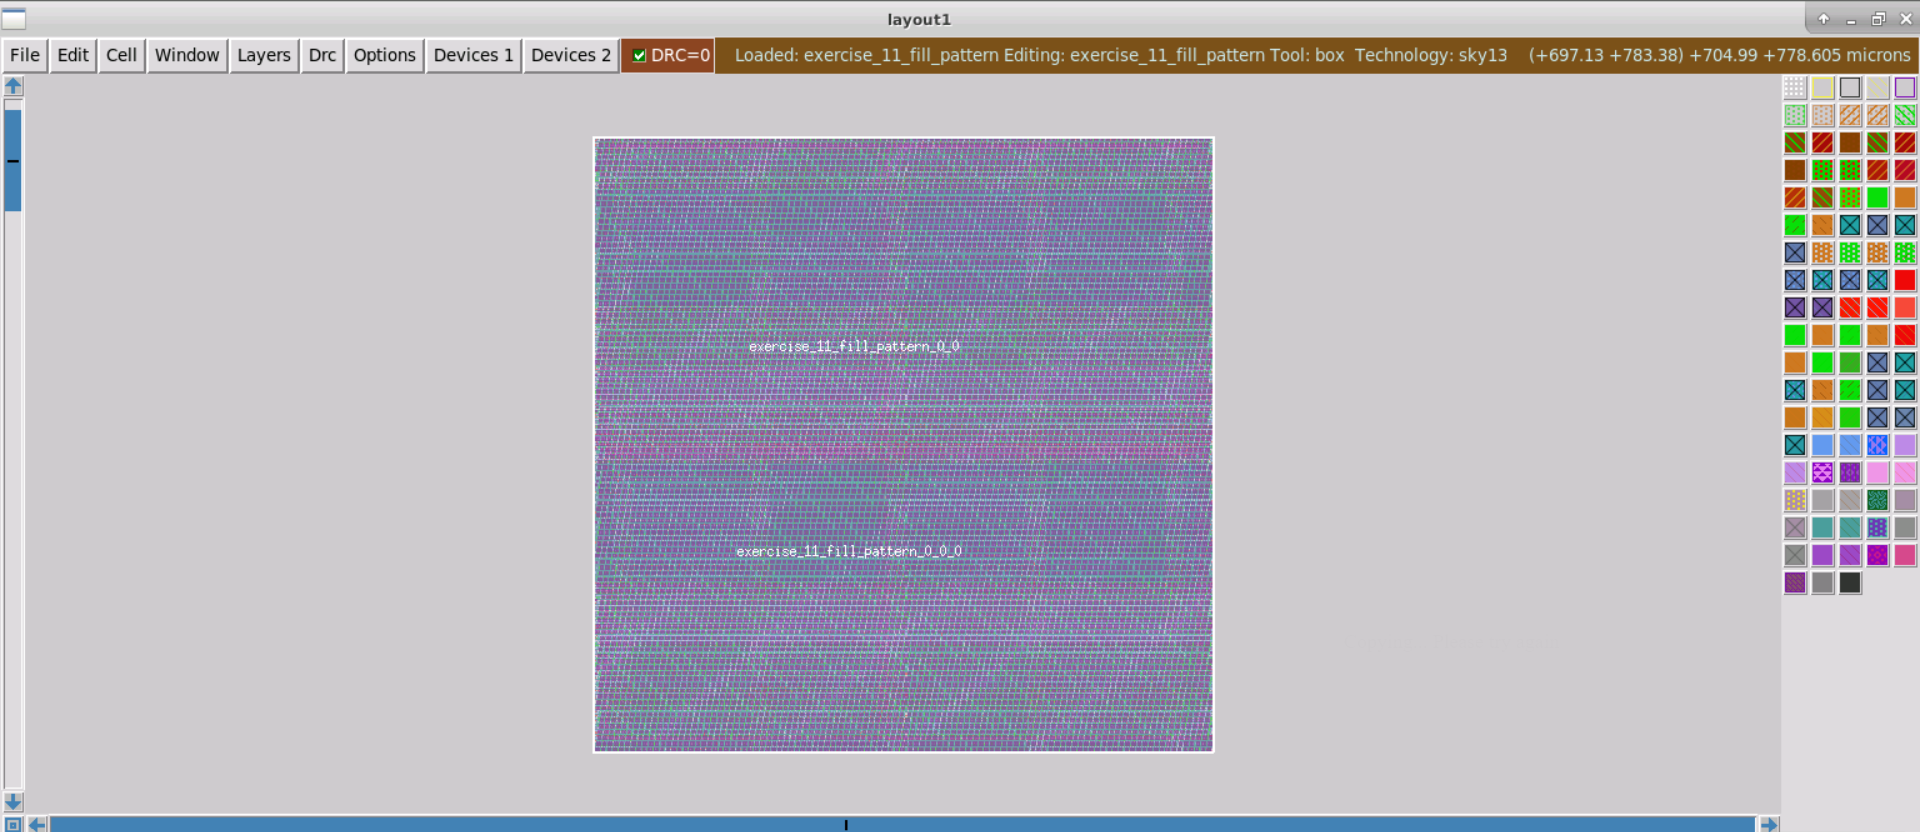 layout1
File Edit Cell Window Layers Drc Options Devices 1 Devices 2 DRC=0 Loaded: exercise_11_fill_pattern Editing: exercise_11_fill_pattern Tool: box Technology: sky13 (+697.13 +783.38) +704.99 +778.605 microns
exercise_11_fill_pattern_0_0
exercise_11_fill_pattern_0_0_0